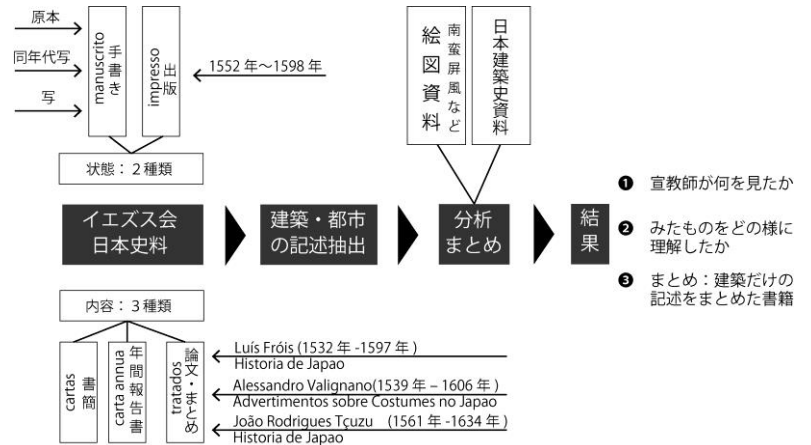 原本
同年代写
写
manuscrito
手書き
impresso
出版
1552 年～1598 年
状態：２種類
絵図資料
南蛮屏風など
日本建築史資料
イエズス会
日本史料
建築・都市
の記述抽出
分析
まとめ
結果
❶ 宣教師が何を見たか
❷ みたものをどの様に
理解したか
❸ まとめ：建築だけの
記述をまとめた書籍
内容：３種類
cartas
書簡
carta annua
年間報告書
tratados
論文・まとめ
Luís Fróis (1532 年 -1597 年 )
Historia de Japao
Alessandro Valignano(1539 年 – 1606 年 )
Advertimentos sobre Costumes no Japao
João Rodrigues Tçuzu (1561 年 -1634 年 )
Historia de Japao